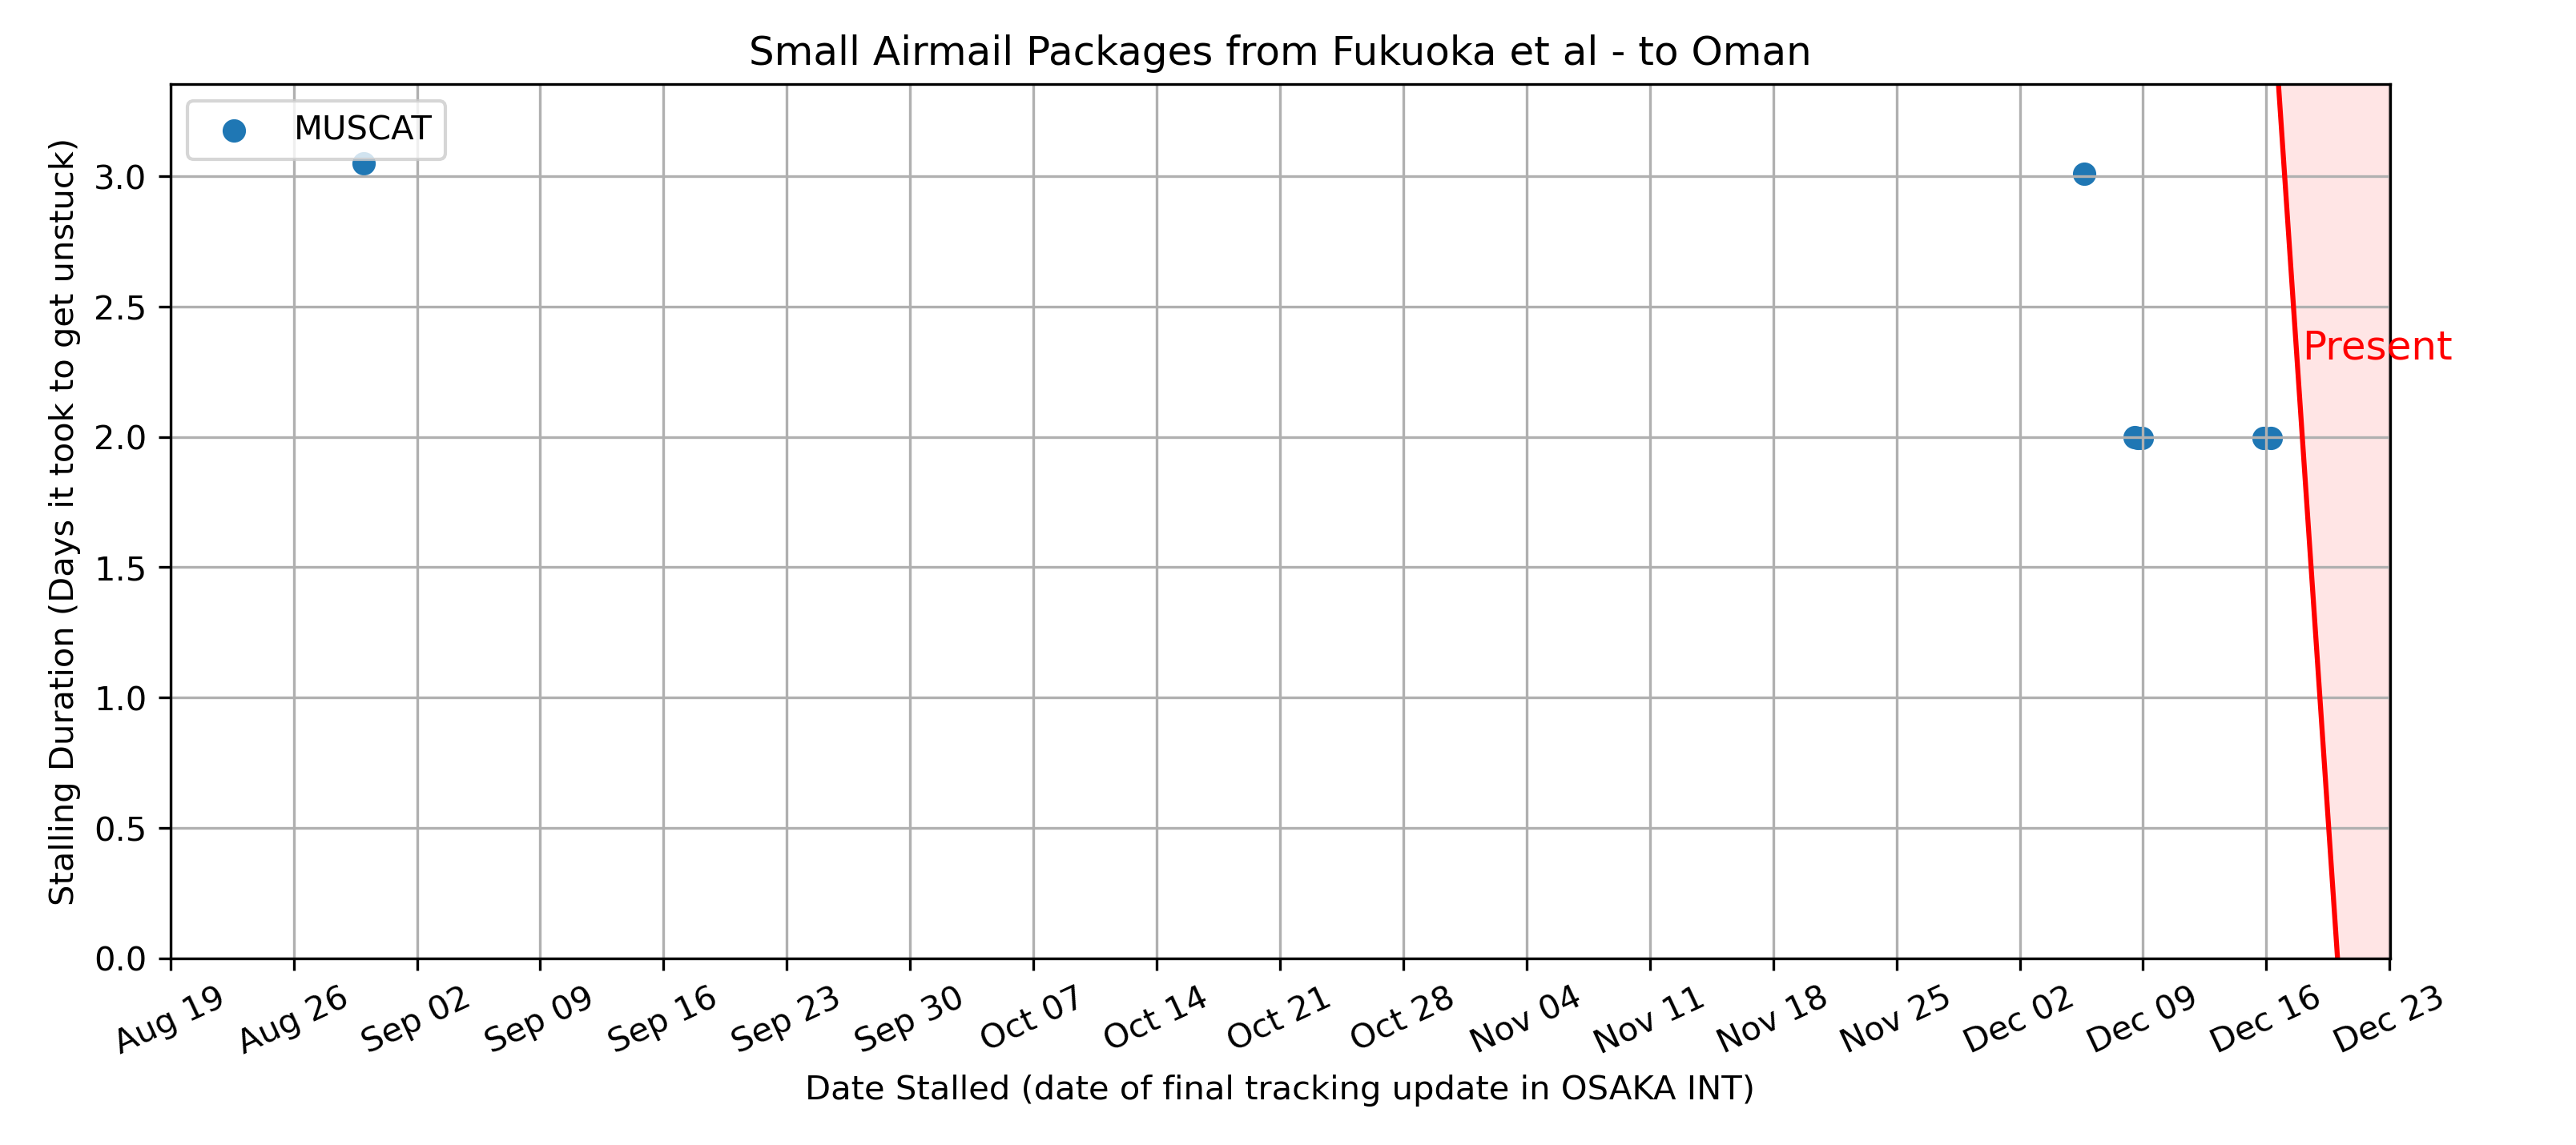 Small Airmail Packages from Fukuoka et al - to Oman
MUSCAT
Stalling Duration (Days it took to get unstuck)
3.0
2.5
2.0
1.5
1.0
0.5
0.0
Present
Aug 19
Aug 26
Sep 02
Sep 09
Sep 16
Sep 23
Sep 30
Oct 07
Oct 14
Oct 21
Oct 28
Nov 04
Nov 11
Nov 18
Nov 25
Dec 02
Dec 09
Dec 16
Dec 23
Date Stalled (date of final tracking update in OSAKA INT)